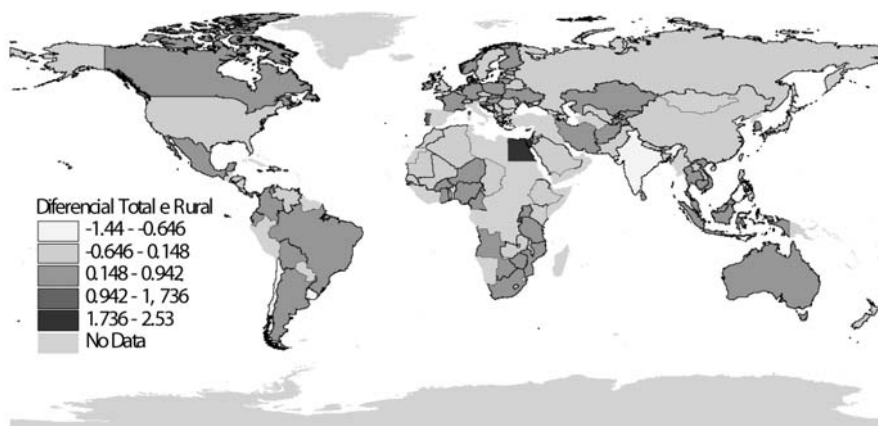 Diferencial Total e Rural
-1.44 - -0.646
-0.646 - 0.148
0.148 - 0.942
0.942 - 1, 736
1.736 - 2.53
No Data